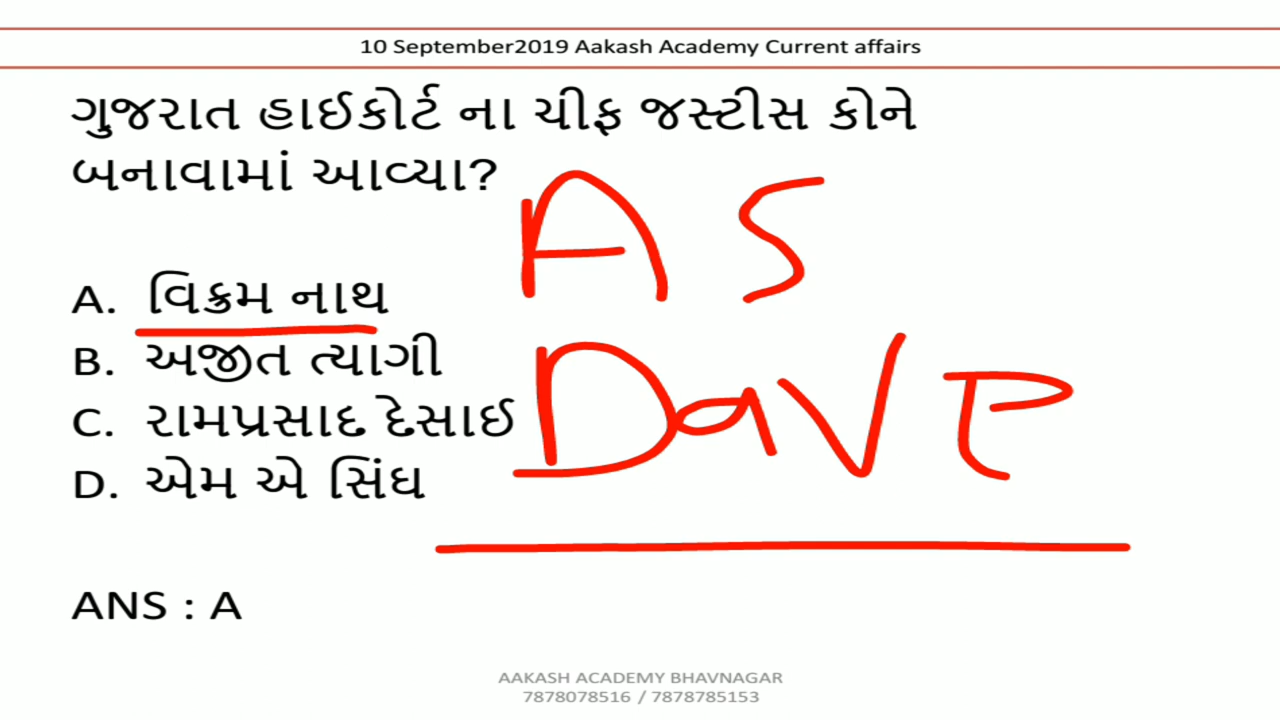 10 September2019 Aakash Academy Current affairs
ગુજરાત હાઈકોર્ટ ના ચીફ જસ્ટીસ કોને
બનાવામાં આવ્યા?
A S
Dave
A. વિક્રમ નાથ
B. અજીત ત્યાગી
C. રામપ્રસાદ દેસાઈ
D. એમ એ સિંઘ
ANS : A
AAKASH ACADEMY BHAVNAGAR
7878078516 / 7878785153